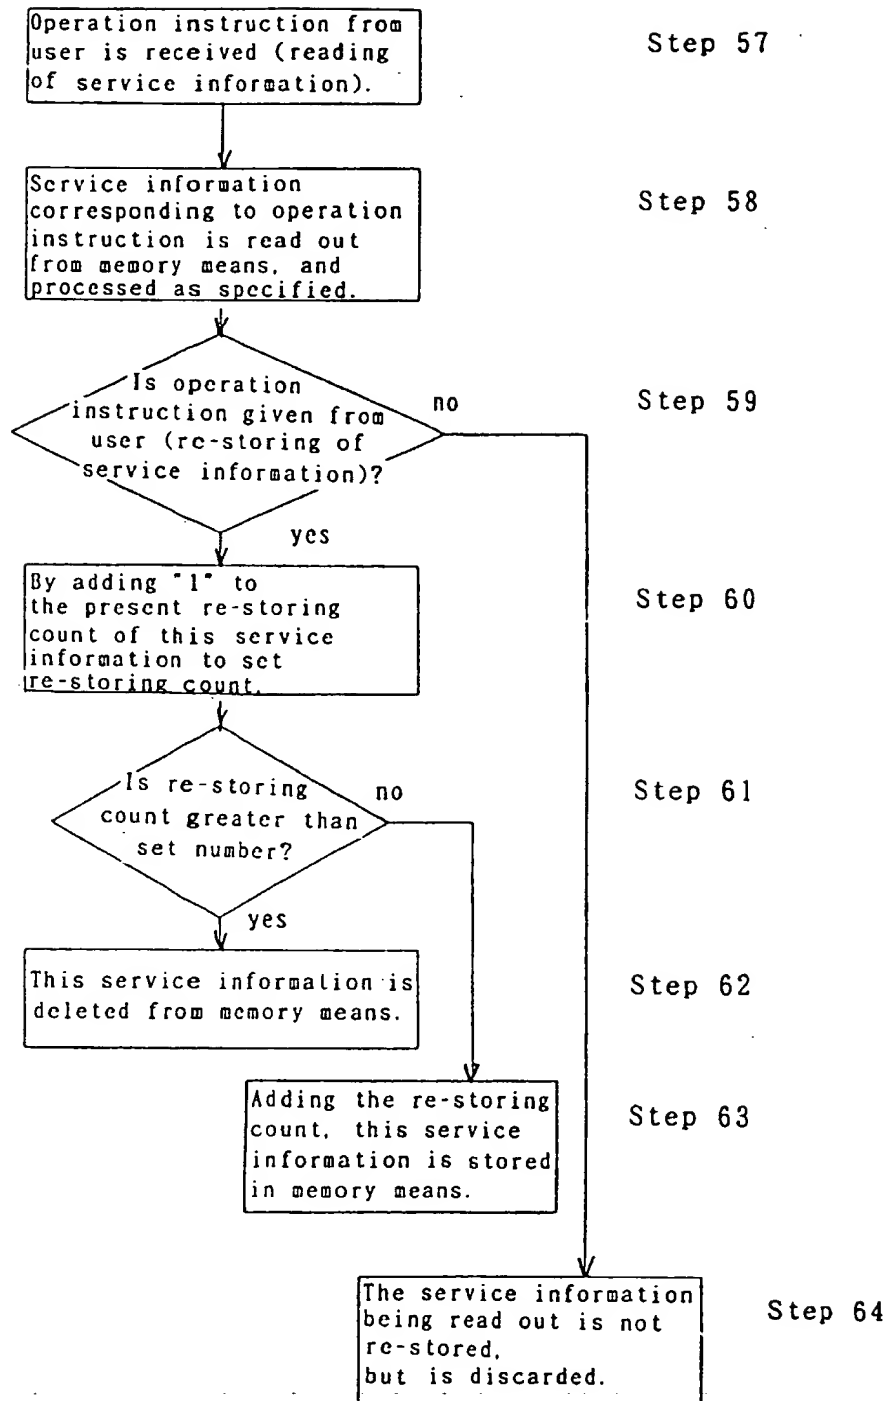 Operation instruction from
user is received (reading
of service information).
Step 57
Service information
corresponding to operation
instruction is read out
from memory means, and
processed as specified.
Step 58
Is operation
instruction given from
user (re-storing of
service information)?
no
Step 59
yes
By adding "1" to
the present re-storing
count of this service
information to set
re-storing count.
Step 60
Is re-storing
count greater than
set number?
no
Step 61
yes
This service information is
deleted from memory means.
Step 62
Adding the re-storing
count, this service
information is stored
in memory means.
Step 63
The service information
being read out is not
re-stored,
but is discarded.
Step 64